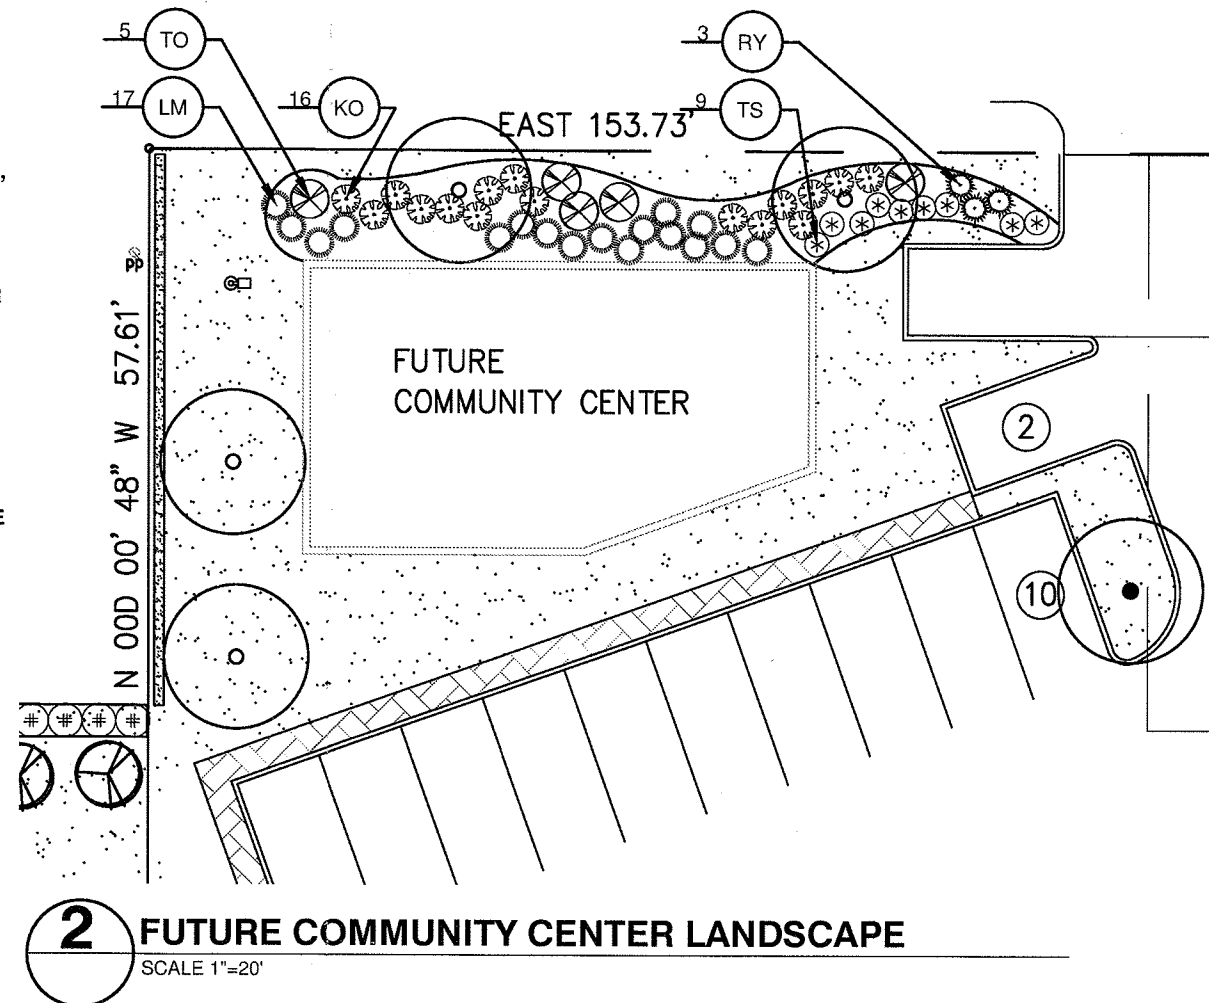 5 TO
3 RY
17 LM
16 KO
9 TS
EAST 153.73'
PP
N 00D 00' 48" W 57.61'
FUTURE
COMMUNITY CENTER
2
10
E
2 FUTURE COMMUNITY CENTER LANDSCAPE
SCALE 1"=20'